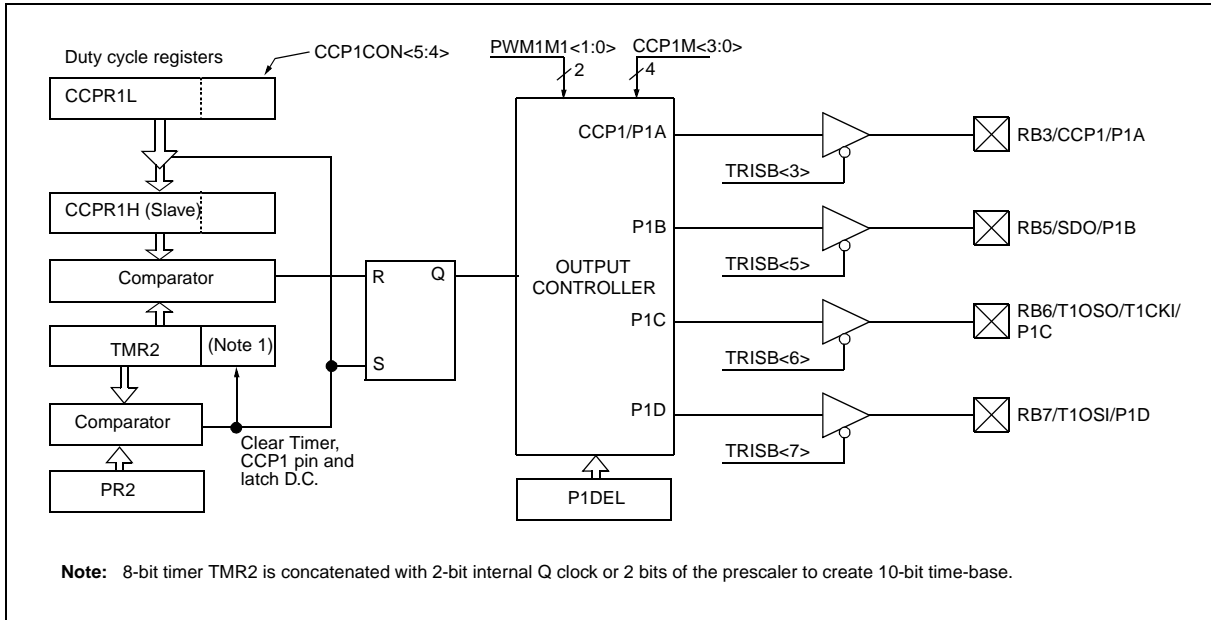 Duty cycle registers
CCP1CON<5:4>
CCPR1L
CCPR1H (Slave)
Comparator
TMR2
(Note 1)
Comparator
PR2
Clear Timer,
CCP1 pin and
latch D.C.
R
Q
S
PWM1M1<1:0>
2
CCP1M<3:0>
4
CCP1/P1A
P1B
OUTPUT
CONTROLLER
P1C
P1D
P1DEL
TRISB<3>
RB3/CCP1/P1A
TRISB<5>
RB5/SDO/P1B
TRISB<6>
RB6/T1OSO/T1CKI/
P1C
TRISB<7>
RB7/T1OSI/P1D
Note: 8-bit timer TMR2 is concatenated with 2-bit internal Q clock or 2 bits of the prescaler to create 10-bit time-base.